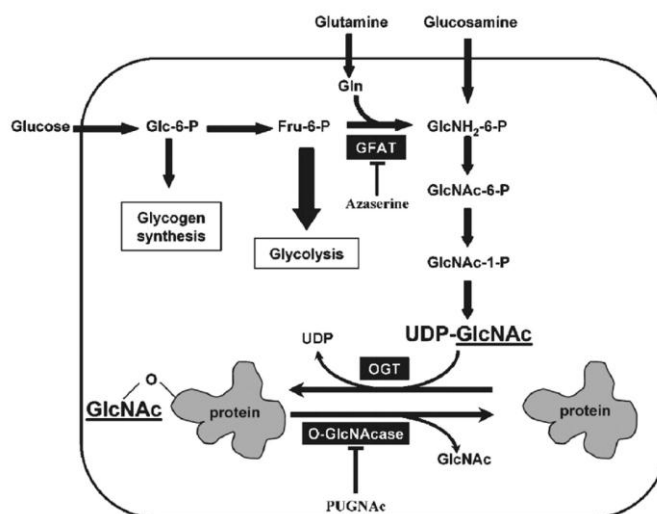 Glutamine Glucosamine
Gln
Glucose Glc-6-P Fru-6-P GlcNH2-6-P
GFAT
Azaserine
GlcNAc-6-P
Glycogen
synthesis
Glycolysis
GlcNAc-1-P
UDP-GlcNAc
UDP
OGT
O
GlcNAc
protein
protein
O-GlcNAcase
GlcNAc
PUGNAc